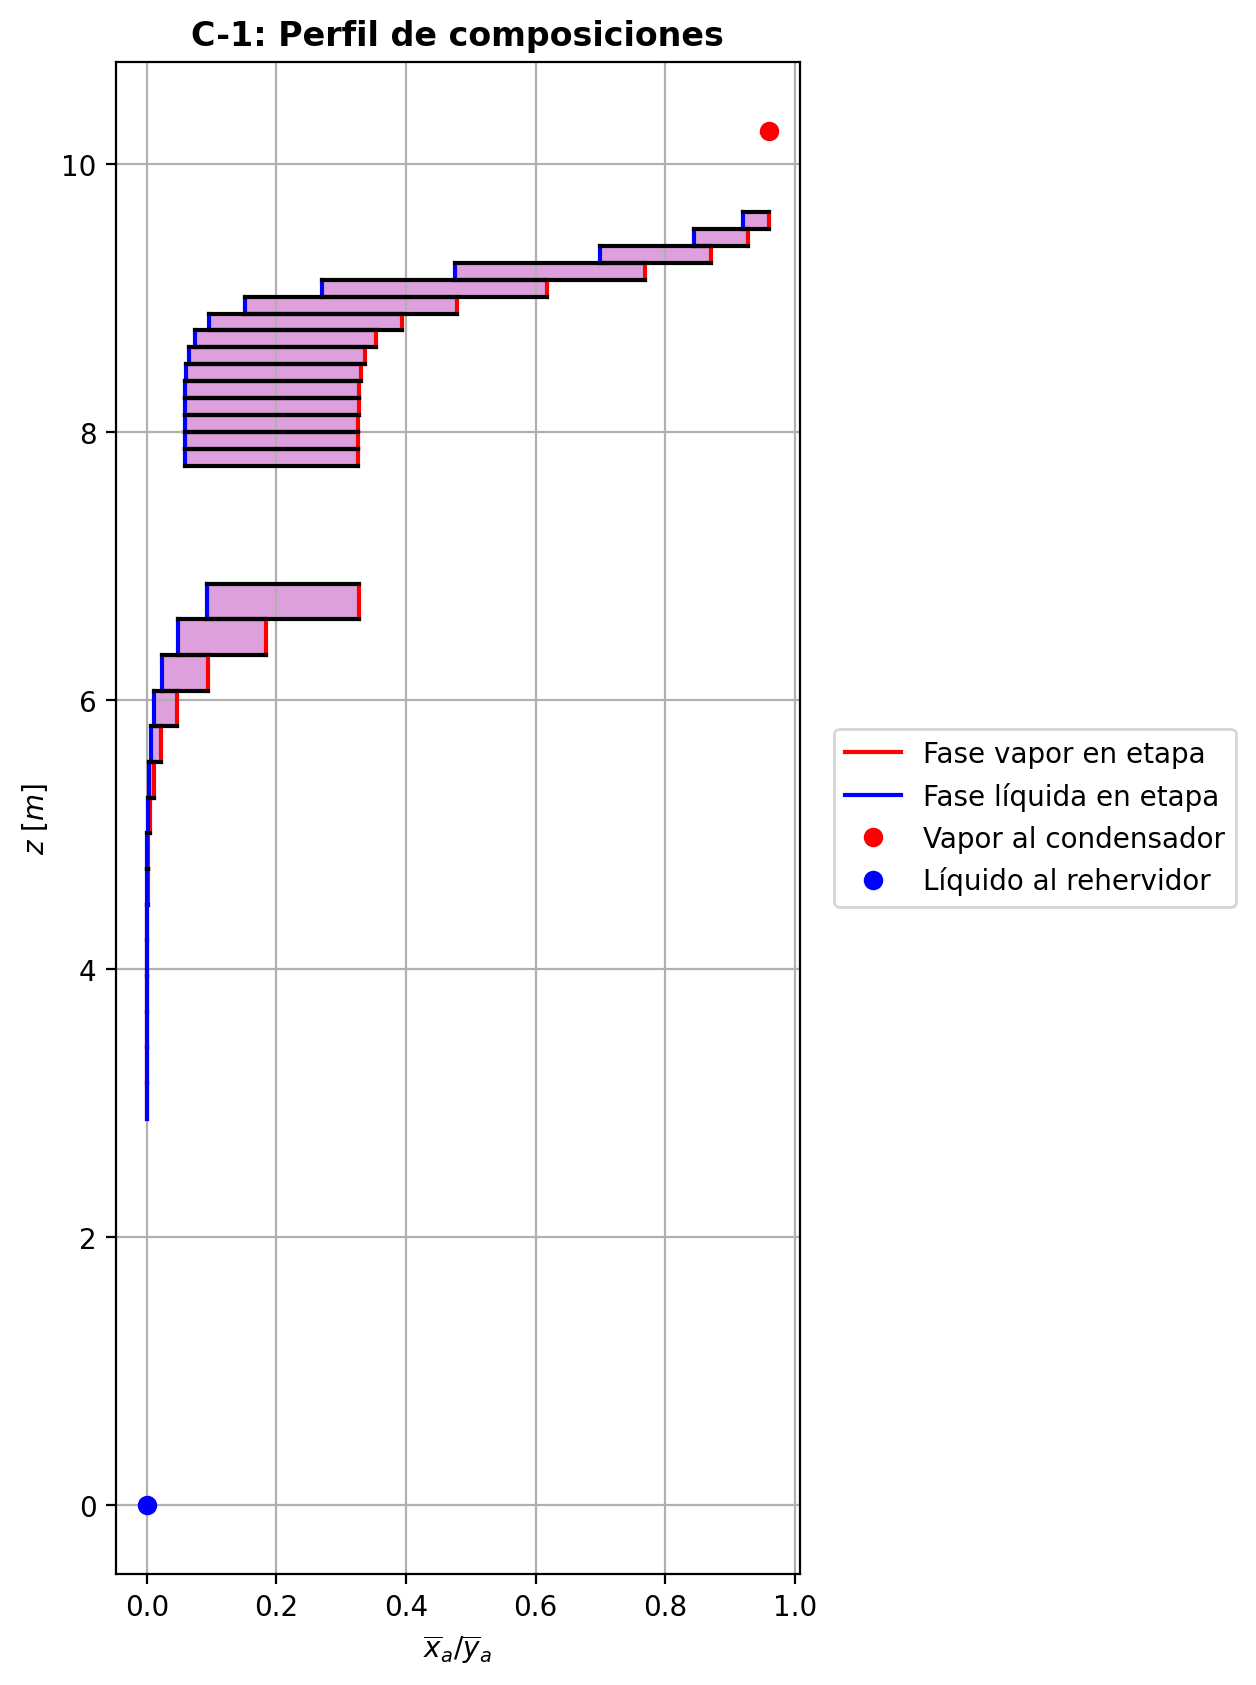 C-1: Perfil de composiciones
10
8
6
4
2
0
z [m]
0.0 0.2 0.4 0.6 0.8 1.0
x̅ₐ/y̅ₐ
Fase vapor en etapa
Fase líquida en etapa
Vapor al condensador
Líquido al rehervidor